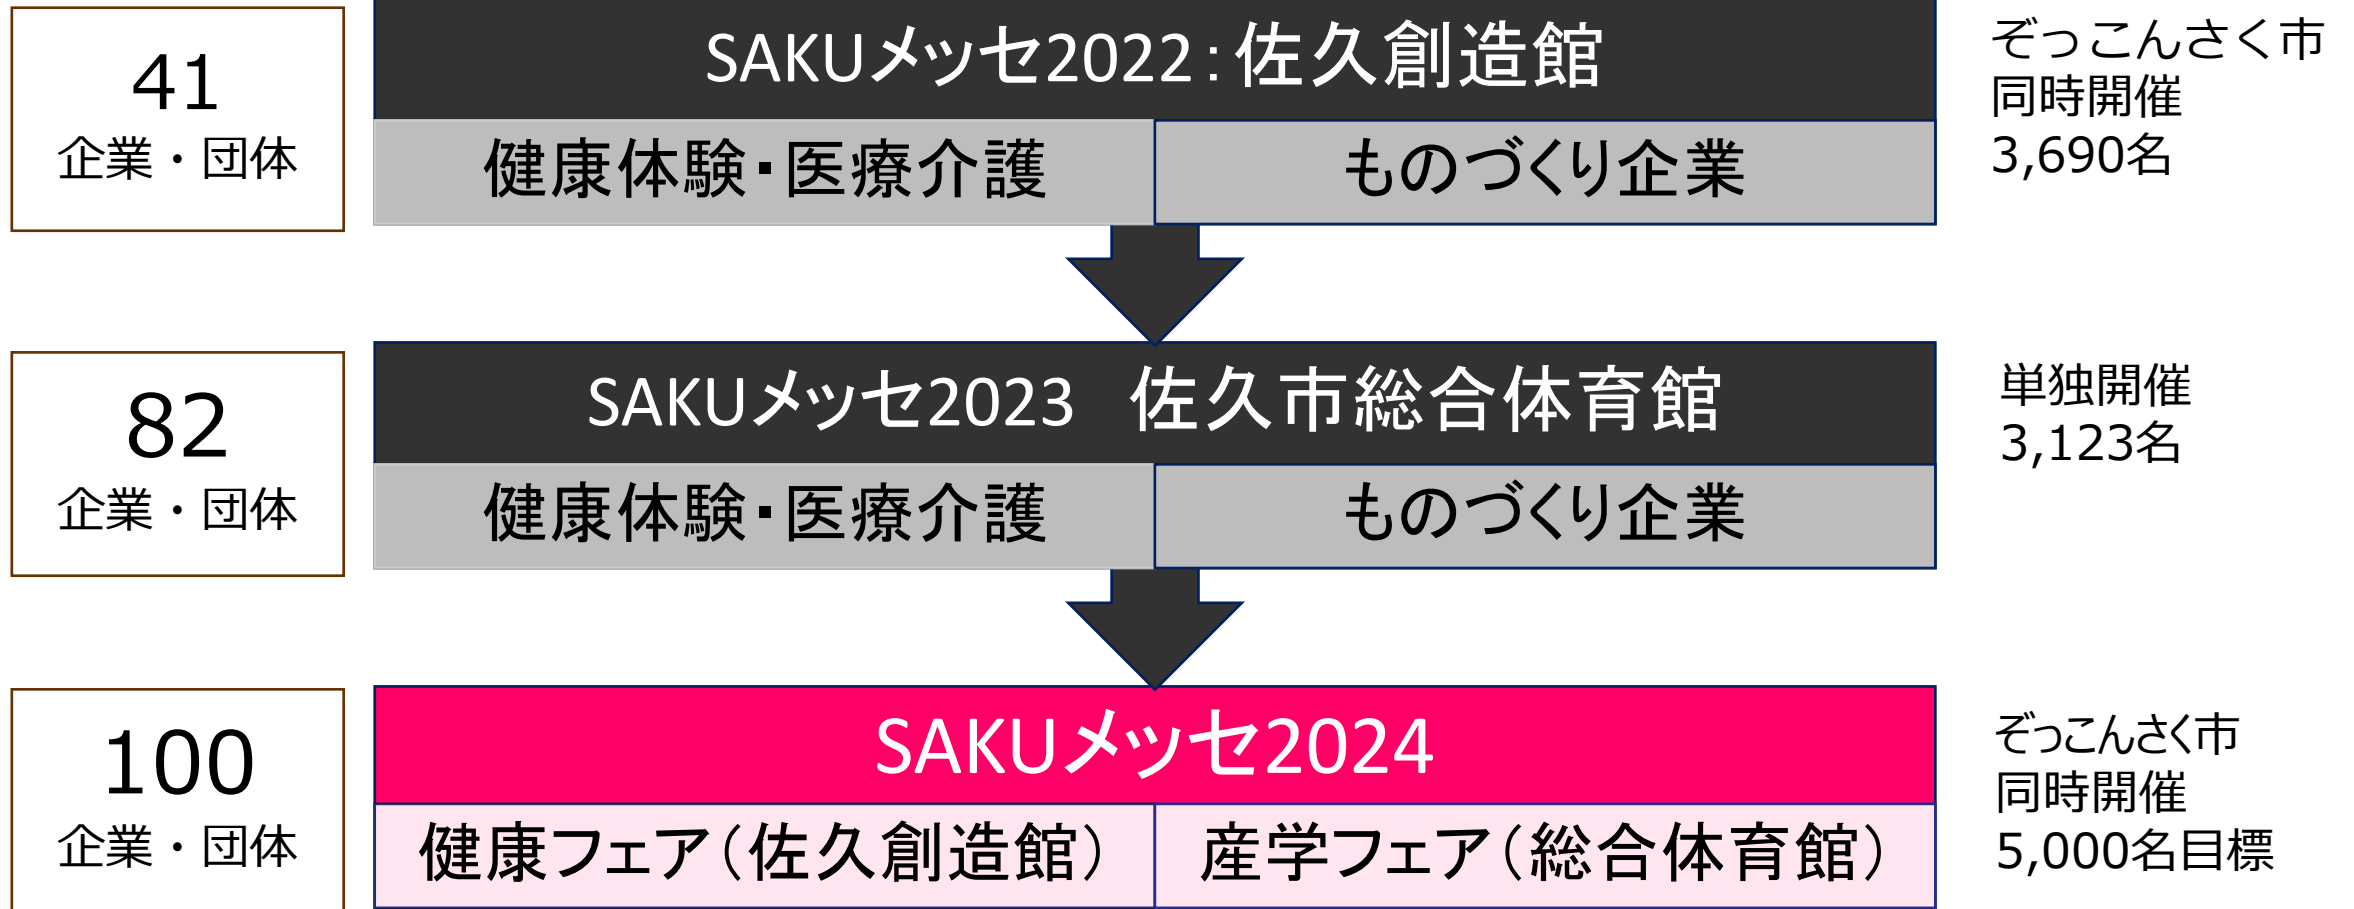 41
企業・団体
SAKUメッセ2022：佐久創造館
健康体験・医療介護
ものづくり企業
ぞっこんさく市
同時開催
3,690名
82
企業・団体
SAKUメッセ2023　佐久市総合体育館
健康体験・医療介護
ものづくり企業
単独開催
3,123名
100
企業・団体
SAKUメッセ2024
健康フェア（佐久創造館）
産学フェア（総合体育館）
ぞっこんさく市
同時開催
5,000名目標